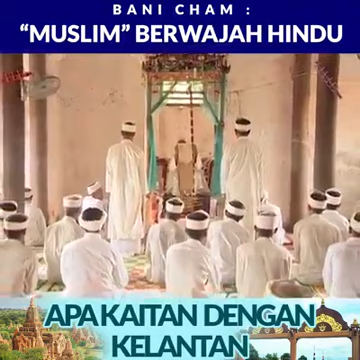 BANI CHAM :
“MUSLIM” BERWAJAH HINDU
APA KAITAN DENGAN
KELANTAN